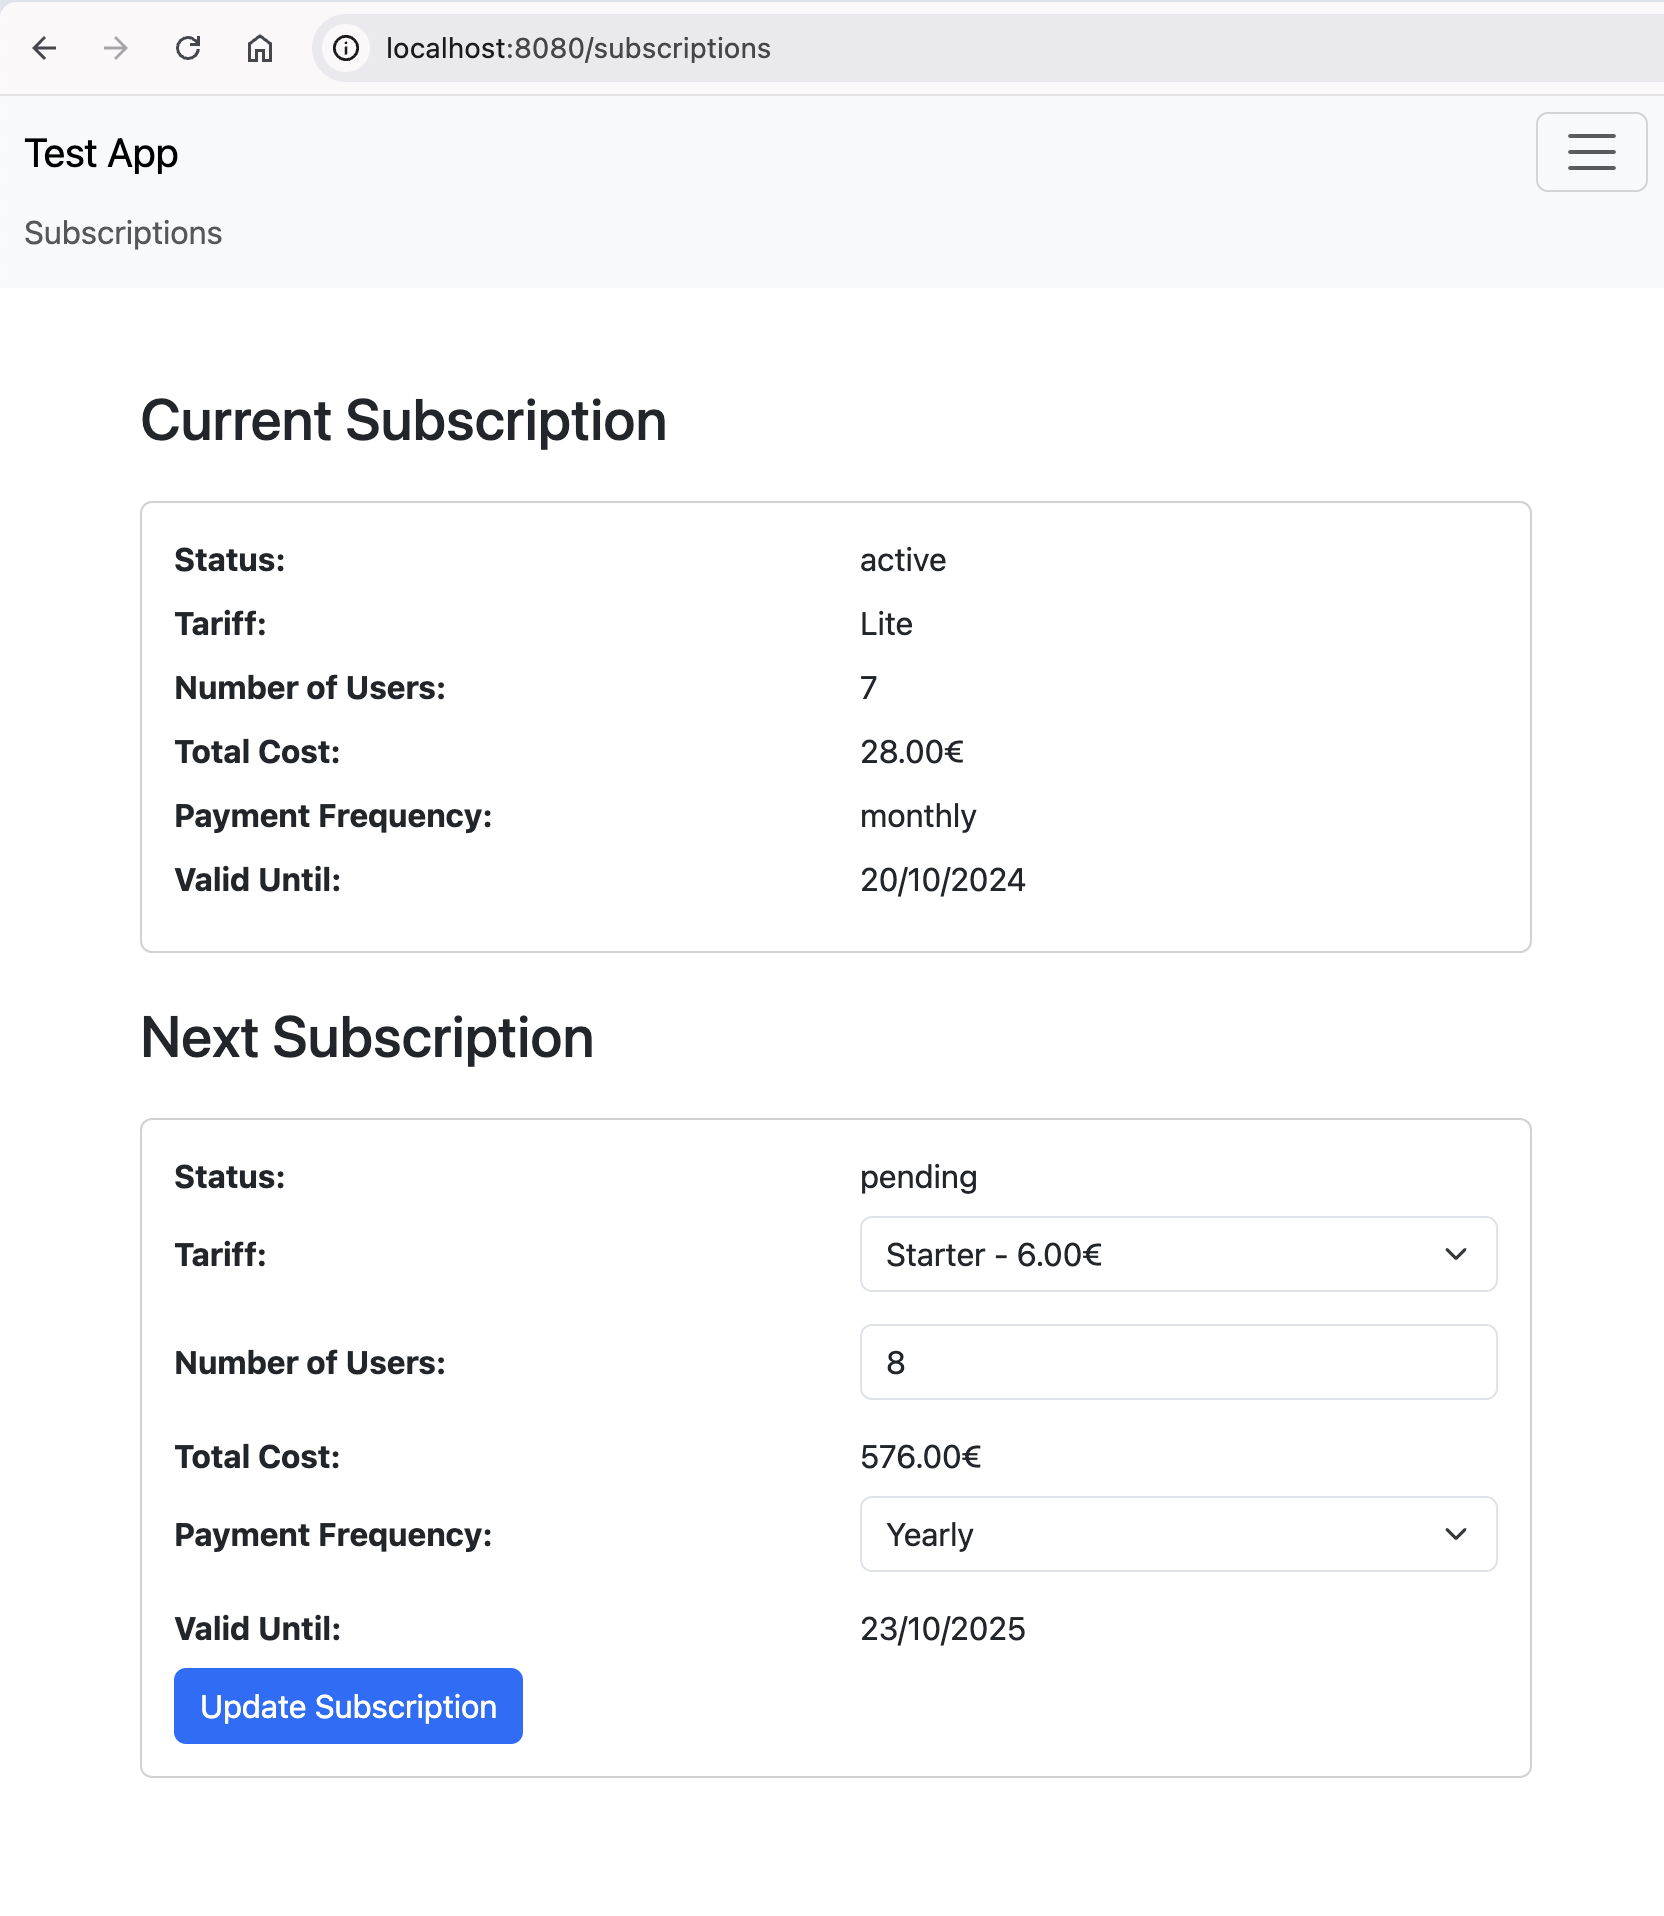 localhost:8080/subscriptions
Test App
Subscriptions
Current Subscription
Status: active
Tariff: Lite
Number of Users: 7
Total Cost: 28.00€
Payment Frequency: monthly
Valid Until: 20/10/2024
Next Subscription
Status: pending
Tariff: Starter - 6.00€
Number of Users: 8
Total Cost: 576.00€
Payment Frequency: Yearly
Valid Until: 23/10/2025
Update Subscription